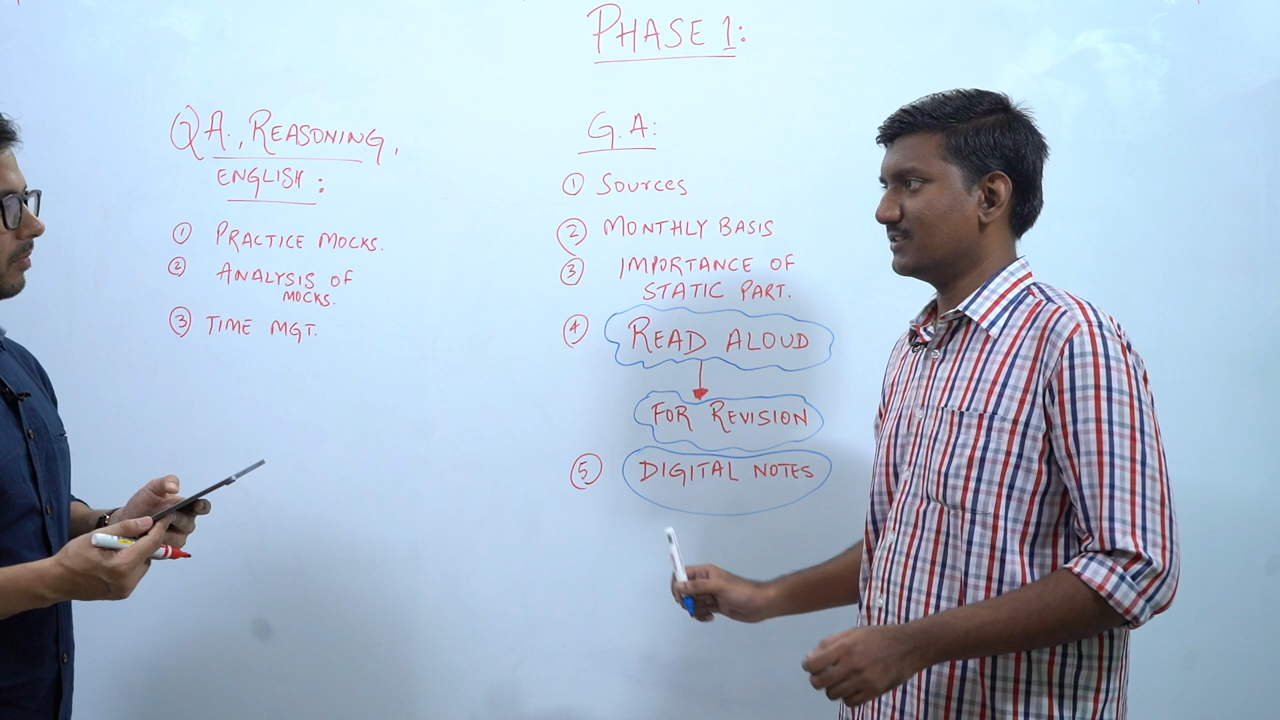 PHASE 1:
QA., REASONING,
ENGLISH:
① PRACTICE MOCKS.
② ANALYSIS OF
MOCKS.
③ TIME MGT.
G.A:
① Sources
② MONTHLY BASIS
③ IMPORTANCE OF
STATIC PART.
④ READ ALOUD
FOR REVISION
⑤ DIGITAL NOTES